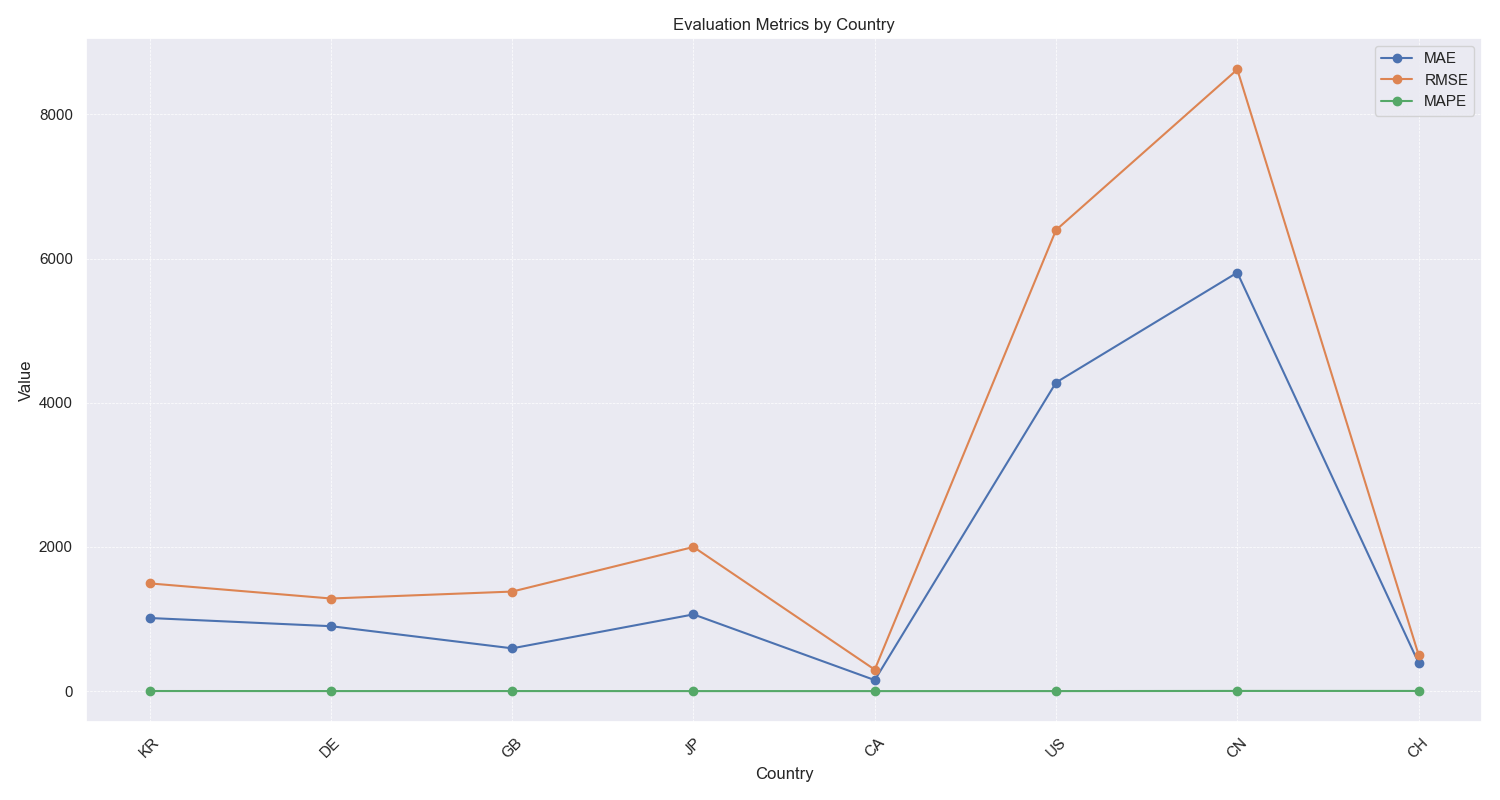 Evaluation Metrics by Country
MAE
RMSE
MAPE
Value
8000
6000
4000
2000
0
KR
DE
GB
JP
CA
US
CN
CH
Country